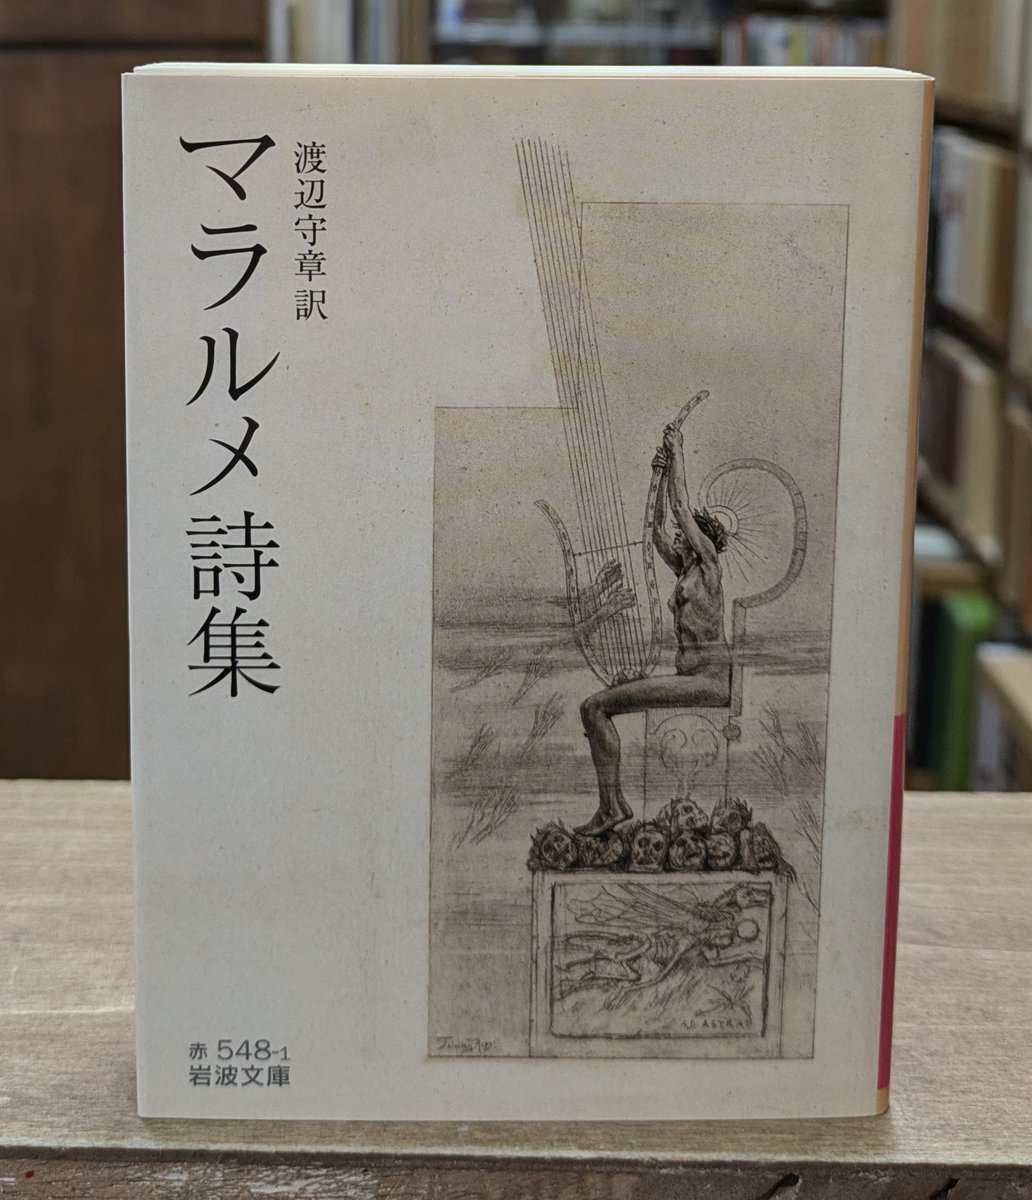 マラルメ詩集
渡辺守章訳
AD ASTRA
赤 548-1
岩波文庫